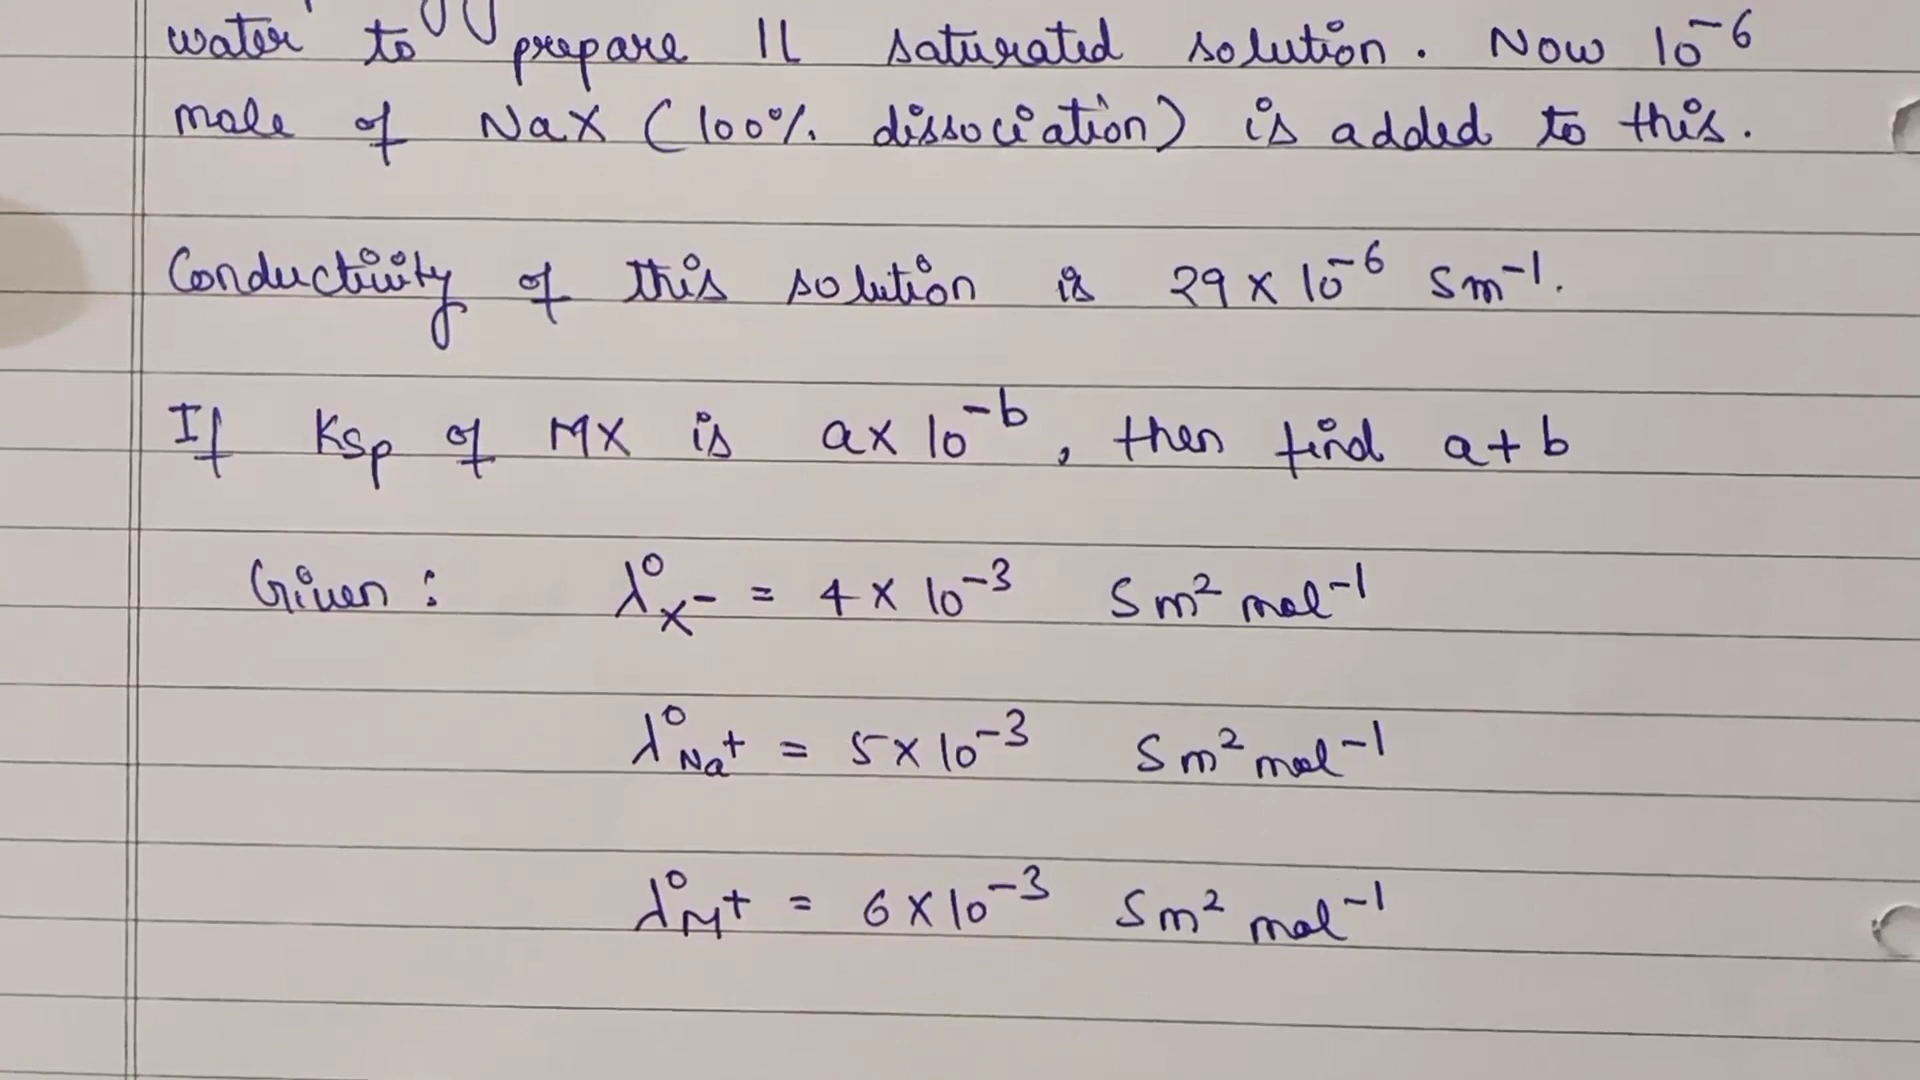 water to prepare 1L saturated solution. Now 10⁻⁶
mole of NaX (100% dissociation) is added to this.
Conductivity of this solution is 29 × 10⁻⁶ Sm⁻¹.
If Ksp of MX is a × 10⁻ᵇ, then find a + b
Given : λ°X⁻ = 4 × 10⁻³ Sm² mol⁻¹
λ°Na⁺ = 5 × 10⁻³ Sm² mol⁻¹
λ°M⁺ = 6 × 10⁻³ Sm² mol⁻¹